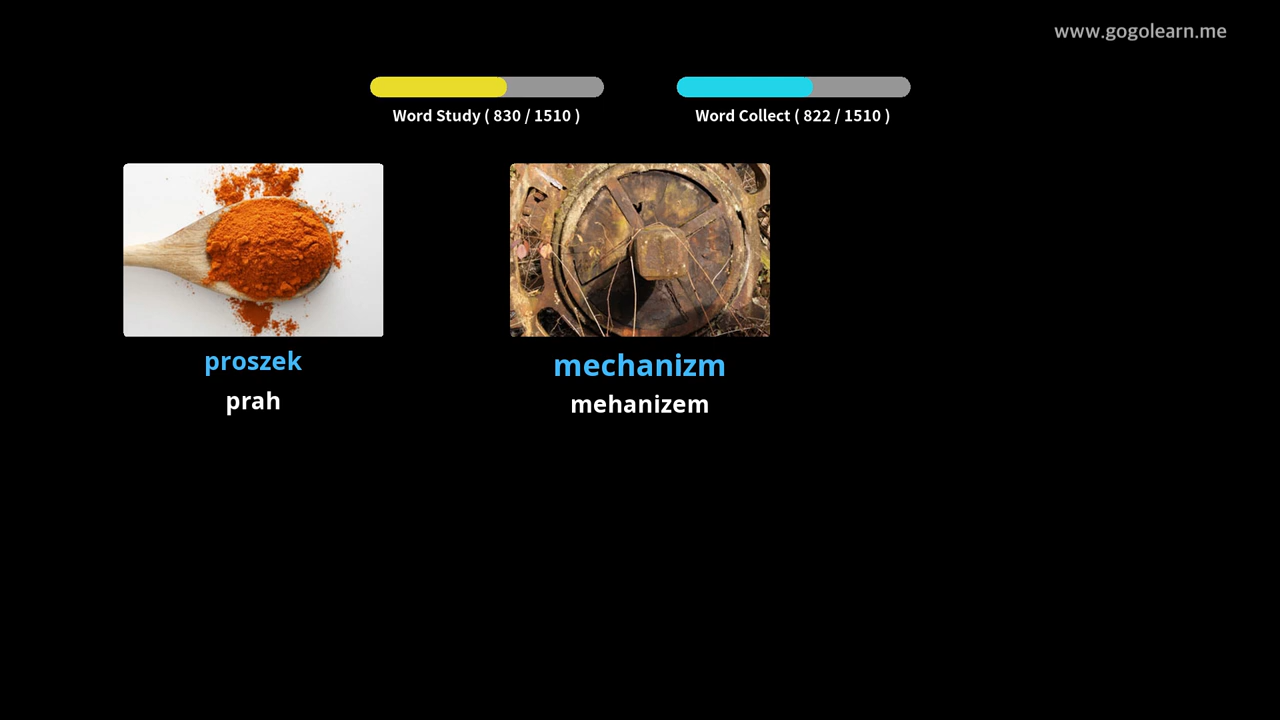 www.gogolearn.me
Word Study ( 830 / 1510 )
Word Collect ( 822 / 1510 )
proszek
prah
mechanizm
mehanizem